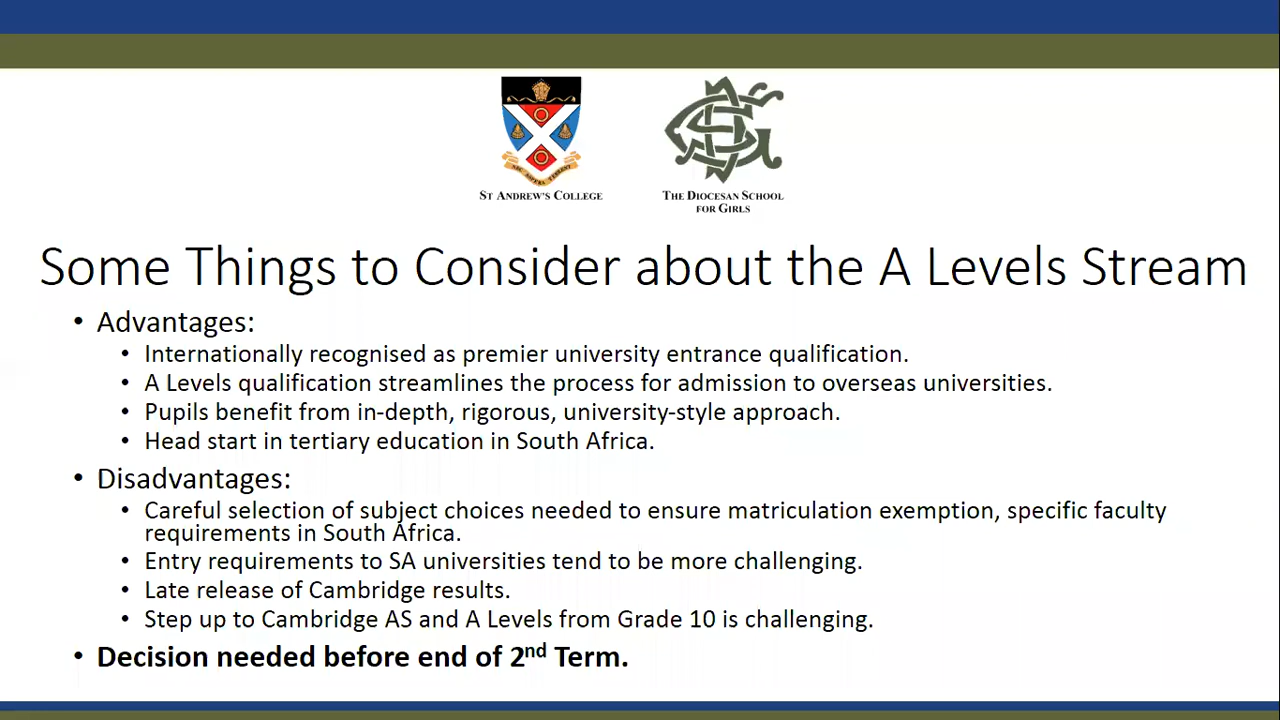 NEC ASPERA TERRENT
ST ANDREW'S COLLEGE
THE DIOCESAN SCHOOL
FOR GIRLS
Some Things to Consider about the A Levels Stream
• Advantages:
• Internationally recognised as premier university entrance qualification.
• A Levels qualification streamlines the process for admission to overseas universities.
• Pupils benefit from in-depth, rigorous, university-style approach.
• Head start in tertiary education in South Africa.
• Disadvantages:
• Careful selection of subject choices needed to ensure matriculation exemption, specific faculty
requirements in South Africa.
• Entry requirements to SA universities tend to be more challenging.
• Late release of Cambridge results.
• Step up to Cambridge AS and A Levels from Grade 10 is challenging.
• Decision needed before end of 2nd Term.